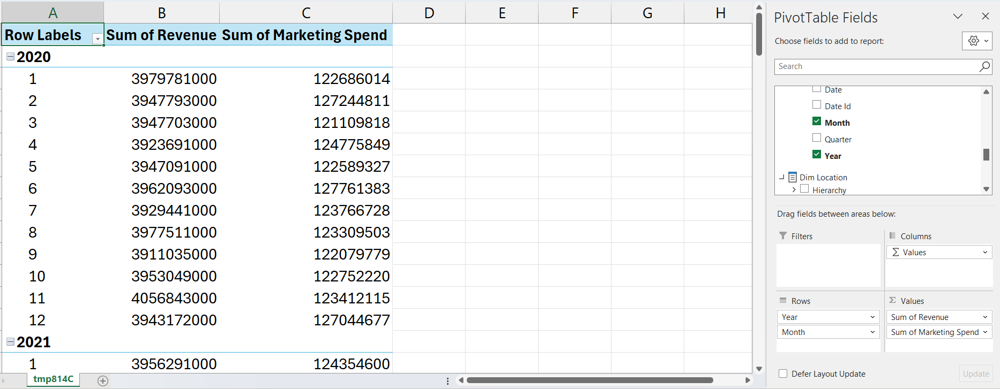 A B C D E F G H
Row Labels Sum of Revenue Sum of Marketing Spend
2020
1 3979781000 122686014
2 3947793000 127244811
3 3947703000 121109818
4 3923691000 124775849
5 3947091000 122589327
6 3962093000 127761383
7 3929441000 123766728
8 3977511000 123309503
9 3911035000 122079779
10 3953049000 122752220
11 4056843000 123412115
12 3943172000 127044677
2021
1 3956291000 124354600
tmp814C
PivotTable Fields
Choose fields to add to report:
Search
Date
Date Id
Month
Quarter
Year
Dim Location
Hierarchy
Drag fields between areas below:
Filters
Columns
Σ Values
Rows
Year
Month
Σ Values
Sum of Revenue
Sum of Marketing Spend
Defer Layout Update
Update